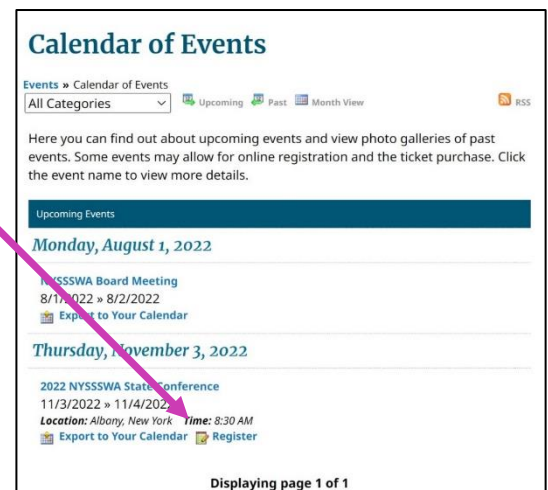 Calendar of Events
Events » Calendar of Events
All Categories Upcoming Past Month View RSS
Here you can find out about upcoming events and view photo galleries of past
events. Some events may allow for online registration and the ticket purchase. Click
the event name to view more details.
Upcoming Events
Monday, August 1, 2022
NYSSSWA Board Meeting
8/1/2022 » 8/2/2022
Export to Your Calendar
Thursday, November 3, 2022
2022 NYSSSWA State Conference
11/3/2022 » 11/4/2022
Location: Albany, New York Time: 8:30 AM
Export to Your Calendar Register
Displaying page 1 of 1